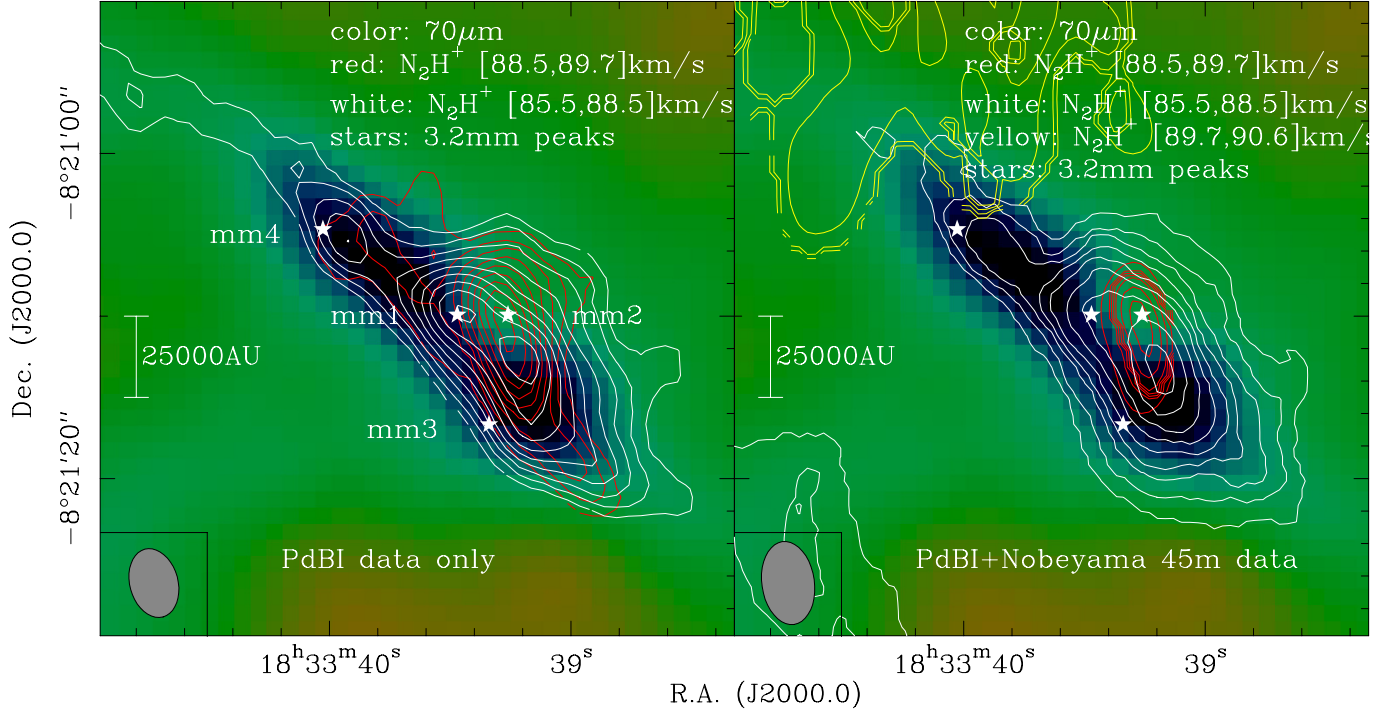 color: 70μm
red: N₂H⁺ [88.5,89.7]km/s
white: N₂H⁺ [85.5,88.5]km/s
stars: 3.2mm peaks
mm4
mm1
mm2
25000AU
mm3
PdBI data only
color: 70μm
red: N₂H⁺ [88.5,89.7]km/s
white: N₂H⁺ [85.5,88.5]km/s
yellow: N₂H⁺ [89.7,90.6]km/s
stars: 3.2mm peaks
25000AU
PdBI+Nobeyama 45m data
Dec. (J2000.0)
−8°21'00''
−8°21'20''
18ʰ33ᵐ40ˢ
39ˢ
18ʰ33ᵐ40ˢ
39ˢ
R.A. (J2000.0)